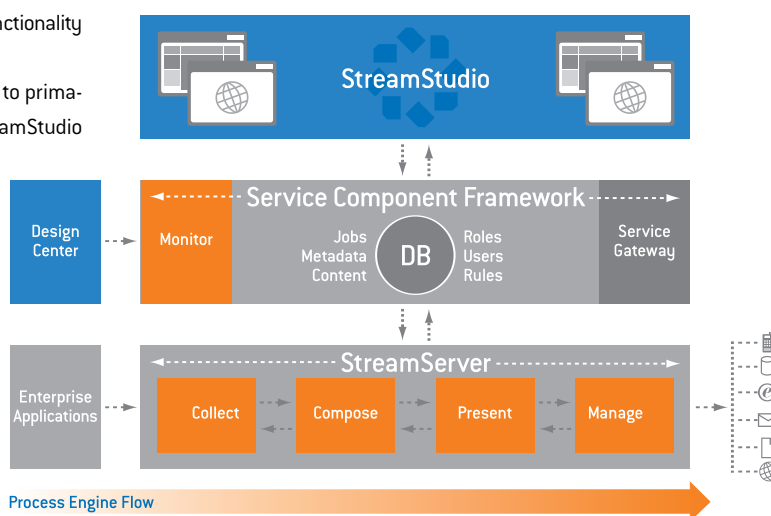 ctionality
to prima-
amStudio
StreamStudio
Service Component Framework
Design
Center
Monitor
Jobs
Metadata
Content
DB
Roles
Users
Rules
Service
Gateway
StreamServer
Enterprise
Applications
Collect
Compose
Present
Manage
Process Engine Flow